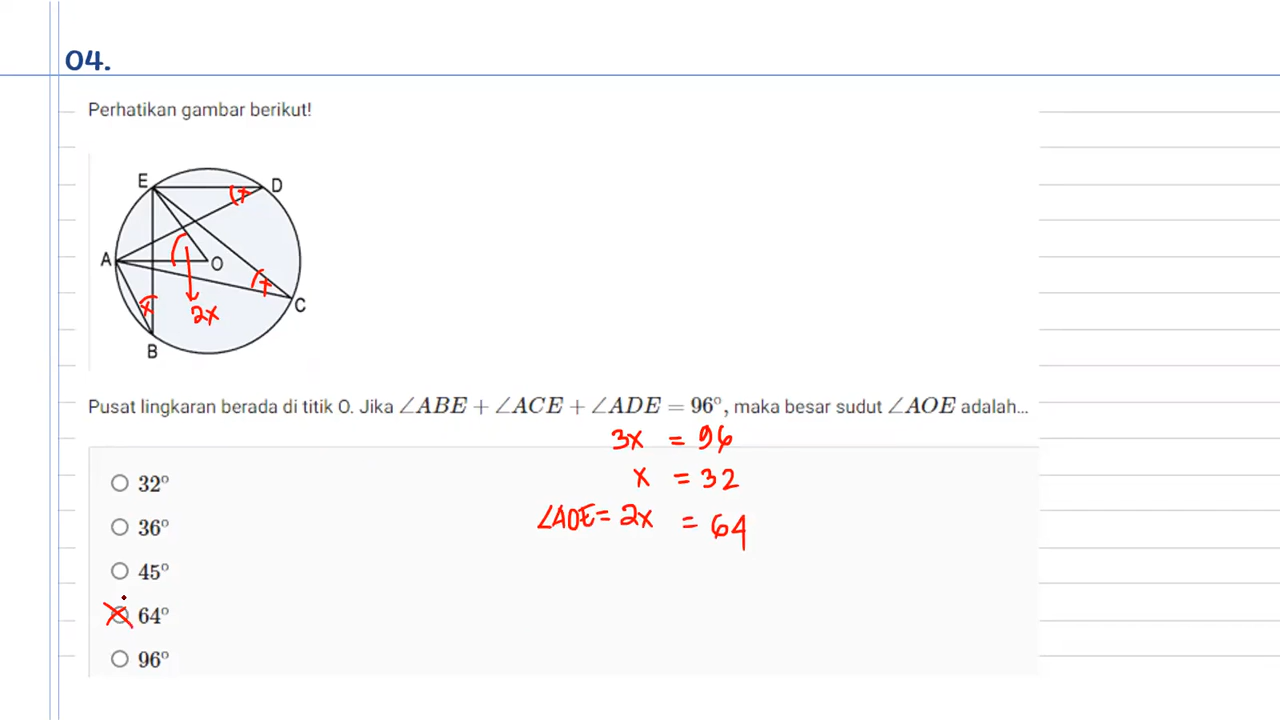 04.
Perhatikan gambar berikut!
E
D
x
A
O
x
C
x
2x
B
Pusat lingkaran berada di titik O. Jika ∠ABE + ∠ACE + ∠ADE = 96°, maka besar sudut ∠AOE adalah...
3x = 96
x = 32
∠AOE = 2x = 64
32°
36°
45°
64°
96°